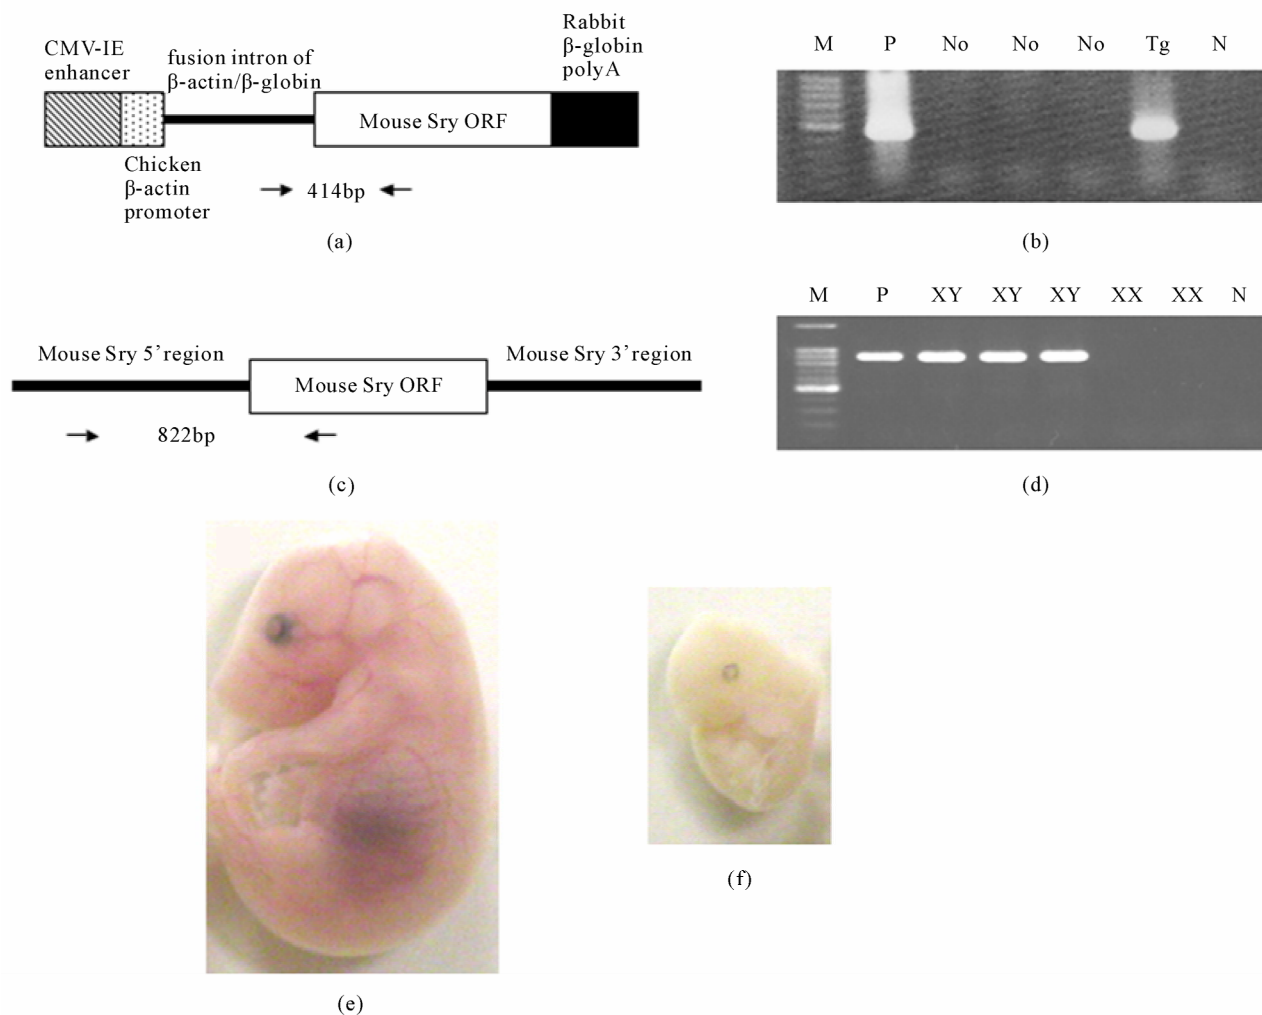 CMV-IE
enhancer
fusion intron of
β-actin/β-globin
Rabbit
β-globin
polyA
Mouse Sry ORF
Chicken
β-actin
promoter
414bp
(a)
M P No No No Tg N
(b)
Mouse Sry 5’region
Mouse Sry ORF
Mouse Sry 3’region
822bp
(c)
M P XY XY XY XX XX N
(d)
(e)
(f)